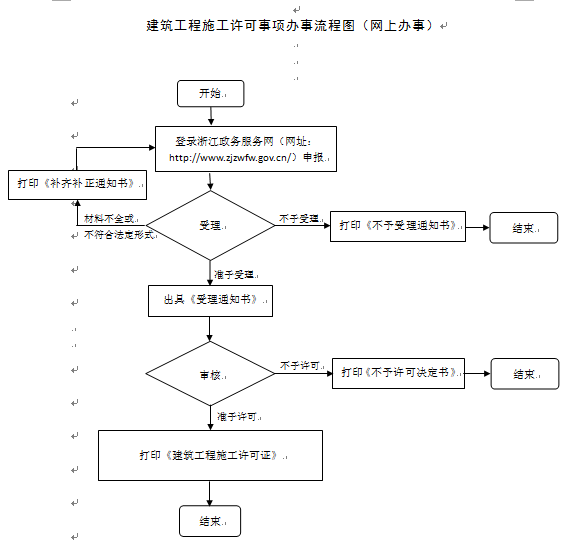 建筑工程施工许可事项办事流程图（网上办事）
开始
登录浙江政务服务网（网址：
http://www.zjzwfw.gov.cn/）申报
打印《补齐补正通知书》
材料不全或
不符合法定形式
受理
不予受理
打印《不予受理通知书》
结束
准予受理
出具《受理通知书》
审核
不予许可
打印《不予许可决定书》
结束
准予许可
打印《建筑工程施工许可证》
结束